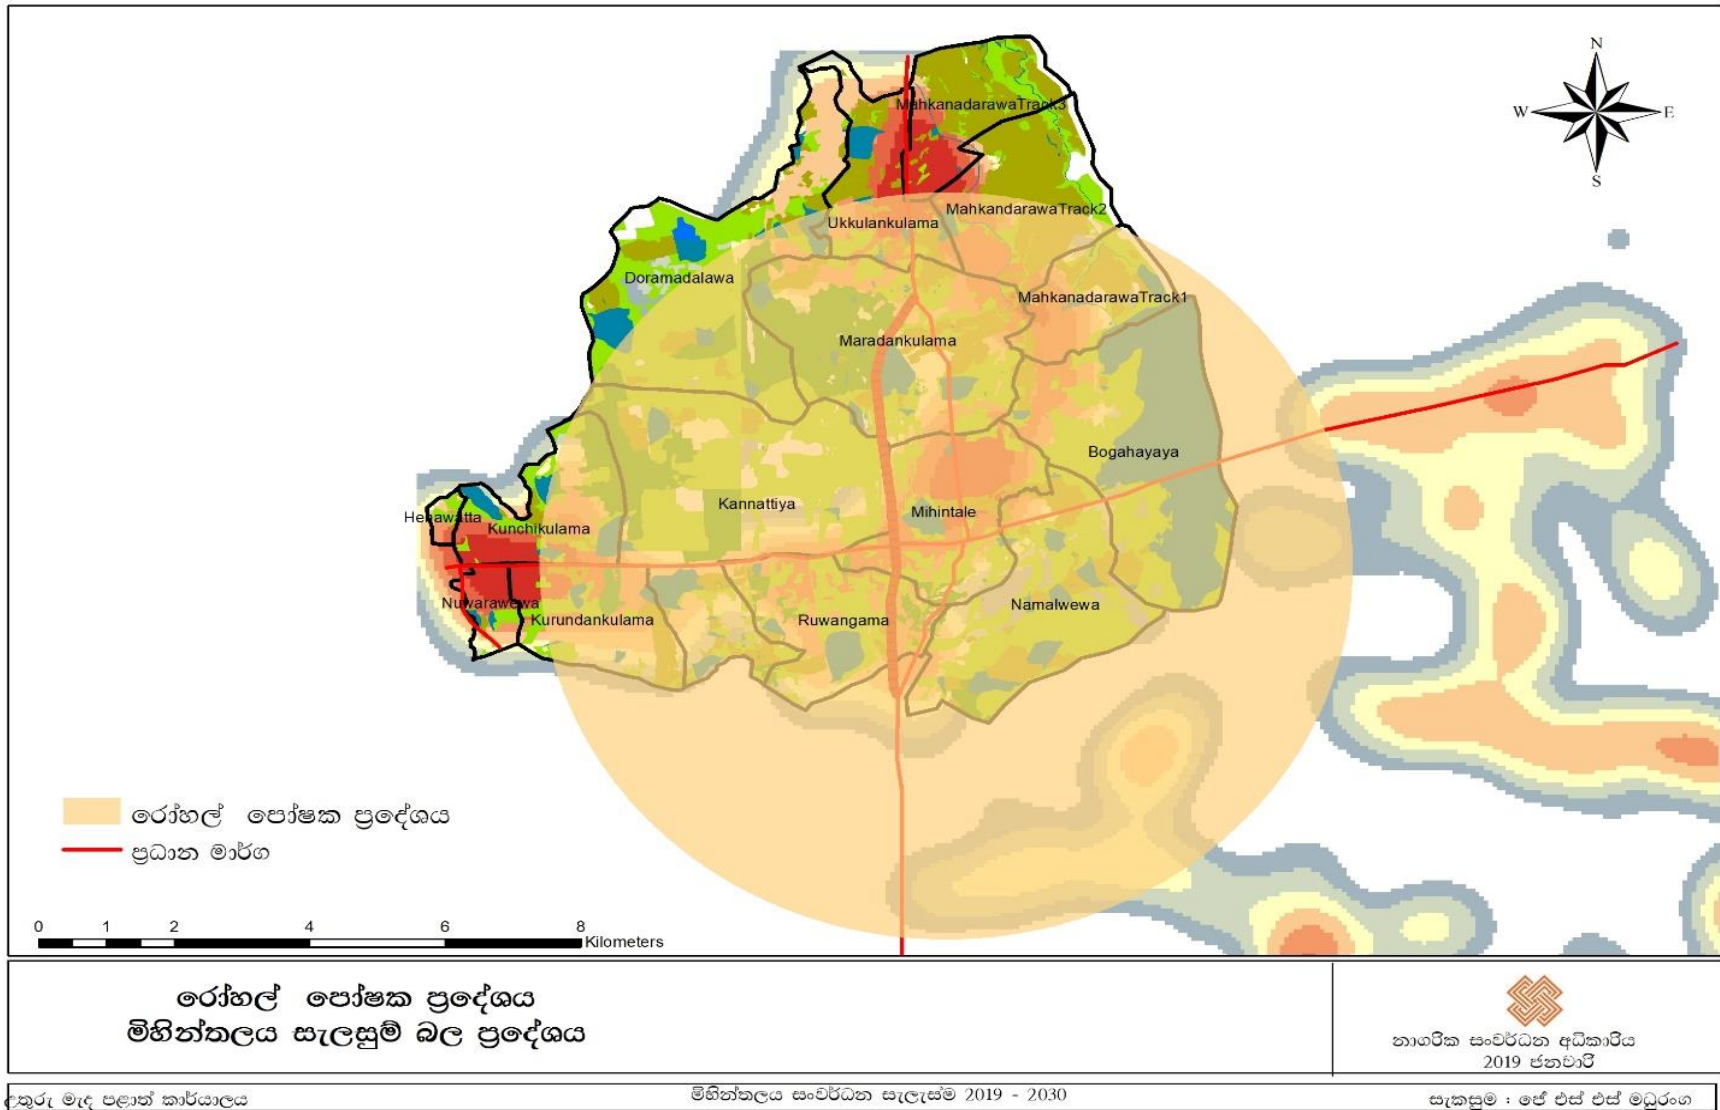 N
W E
S
MahkanadarawaTrack3
MahkandarawaTrack2
Ukkulankulama
Doramadalawa
MahkanadarawaTrack1
Maradankulama
Bogahayaya
Kannattiya
Mihintale
Henawatta
Kunchikulama
Nuwarawewa
Kurundankulama
Ruwangama
Namalwewa
රෝහල් පෝෂක ප්‍රදේශය
ප්‍රධාන මාර්ග
0 1 2 4 6 8
Kilometers
රෝහල් පෝෂක ප්‍රදේශය
මිහින්තලය සැලසුම් බල ප්‍රදේශය
නාගරික සංවර්ධන අධිකාරිය
2019 ජනවාරි
උතුරු මැද පළාත් කාර්යාලය
මිහින්තලය සංවර්ධන සැලැස්ම 2019 - 2030
සැකසුම : ජේ එස් එස් මධුරංග